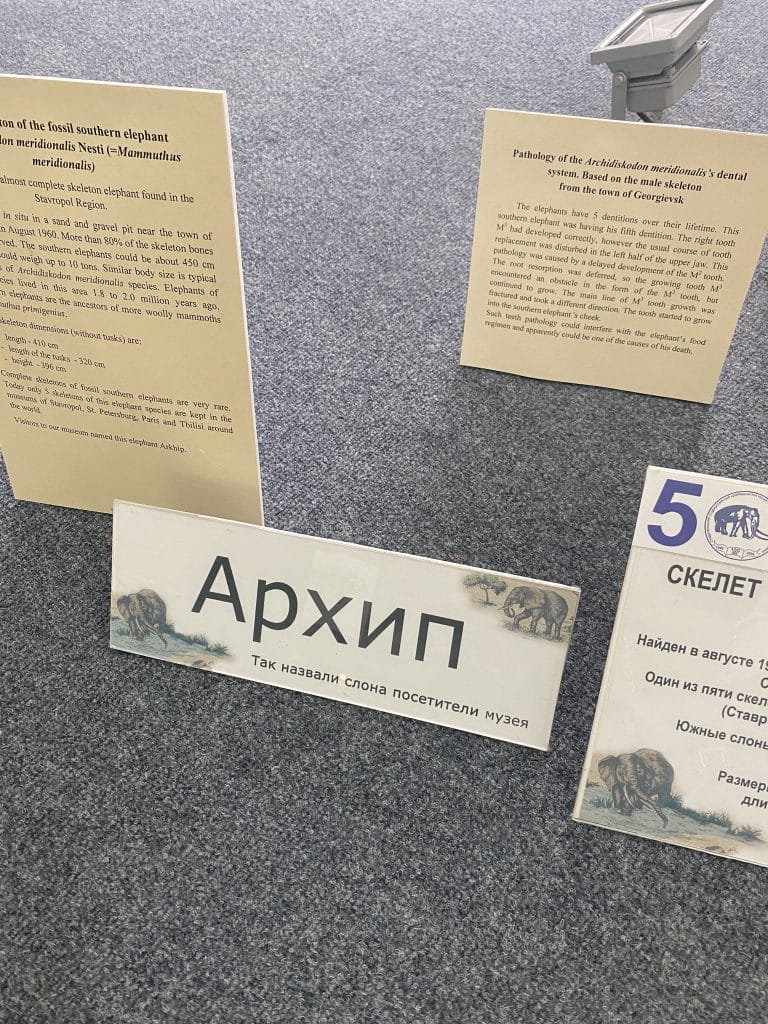 of the fossil southern elephant
meridionalis Nesti (=Mammuthus
meridionalis)
almost complete skeleton elephant found in the
Stavropol Region.
in situ in a sand and gravel pit near the town of
August 1960. More than 80% of the skeleton bones
The southern elephants could be about 450 cm
weigh up to 10 tons. Similar body size is typical
of Archidiskodon meridionalis species. Elephants of
lived in this area 1.8 to 2.0 million years ago.
elephants are the ancestors of more woolly mammoths
primigenius.
skeleton dimensions (without tusks) are:
length - 410 cm
- length of the tusks - 320 cm
- height - 396 cm
Complete skeletons of fossil southern elephants are very rare.
Today only 5 skeletons of this elephant species are kept in the
museums of Stavropol, St. Petersburg, Paris and Tbilisi around
the world.
Visitors to our museum named this elephant Arkhip.
Pathology of the Archidiskodon meridionalis's dental
system. Based on the male skeleton
from the town of Georgievsk
The elephants have 5 dentitions over their lifetime. This
southern elephant was having his fifth dentition. The right tooth
M³ had developed correctly, however the usual course of tooth
replacement was disturbed in the left half of the upper jaw. This
pathology was caused by a delayed development of the M² tooth.
The root resorption was deferred, so the growing tooth M³
encountered an obstacle in the form of the M² tooth, but
continued to grow. The main line of M³ tooth growth was
fractured and took a different direction. The tooth started to grow
into the southern elephant's cheek.
Such teeth pathology could interfere with the elephant's food
regimen and apparently could be one of the causes of his death.
Архип
Так назвали слона посетители музея
5
СКЕЛЕТ
Найден в августе
Один из пяти
Южные слоны